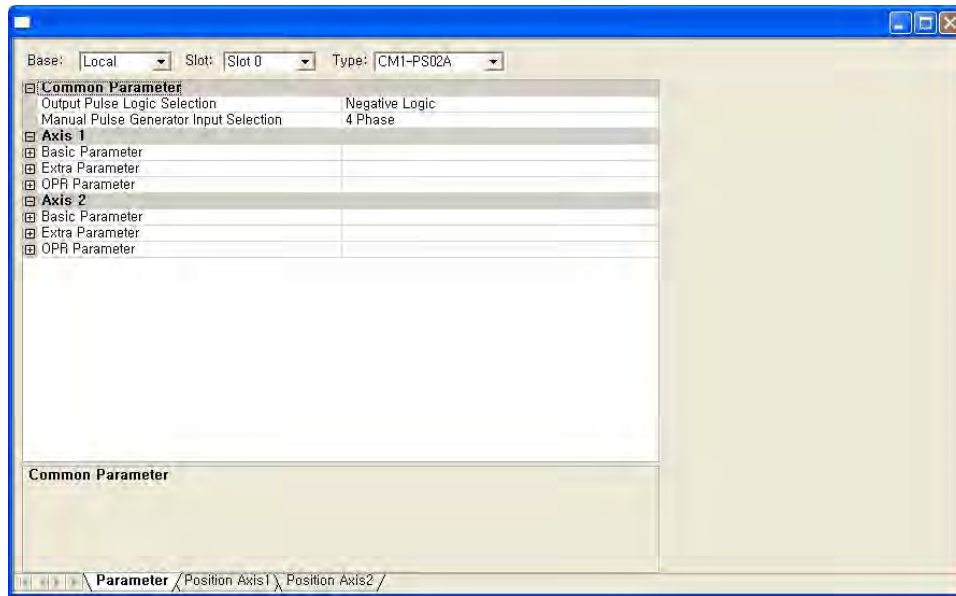 Base: Local Slot: Slot 0 Type: CM1-PS02A
Common Parameter
Output Pulse Logic Selection Negative Logic
Manual Pulse Generator Input Selection 4 Phase
Axis 1
Basic Parameter
Extra Parameter
OPR Parameter
Axis 2
Basic Parameter
Extra Parameter
OPR Parameter
Common Parameter
Parameter Position Axis1 Position Axis2